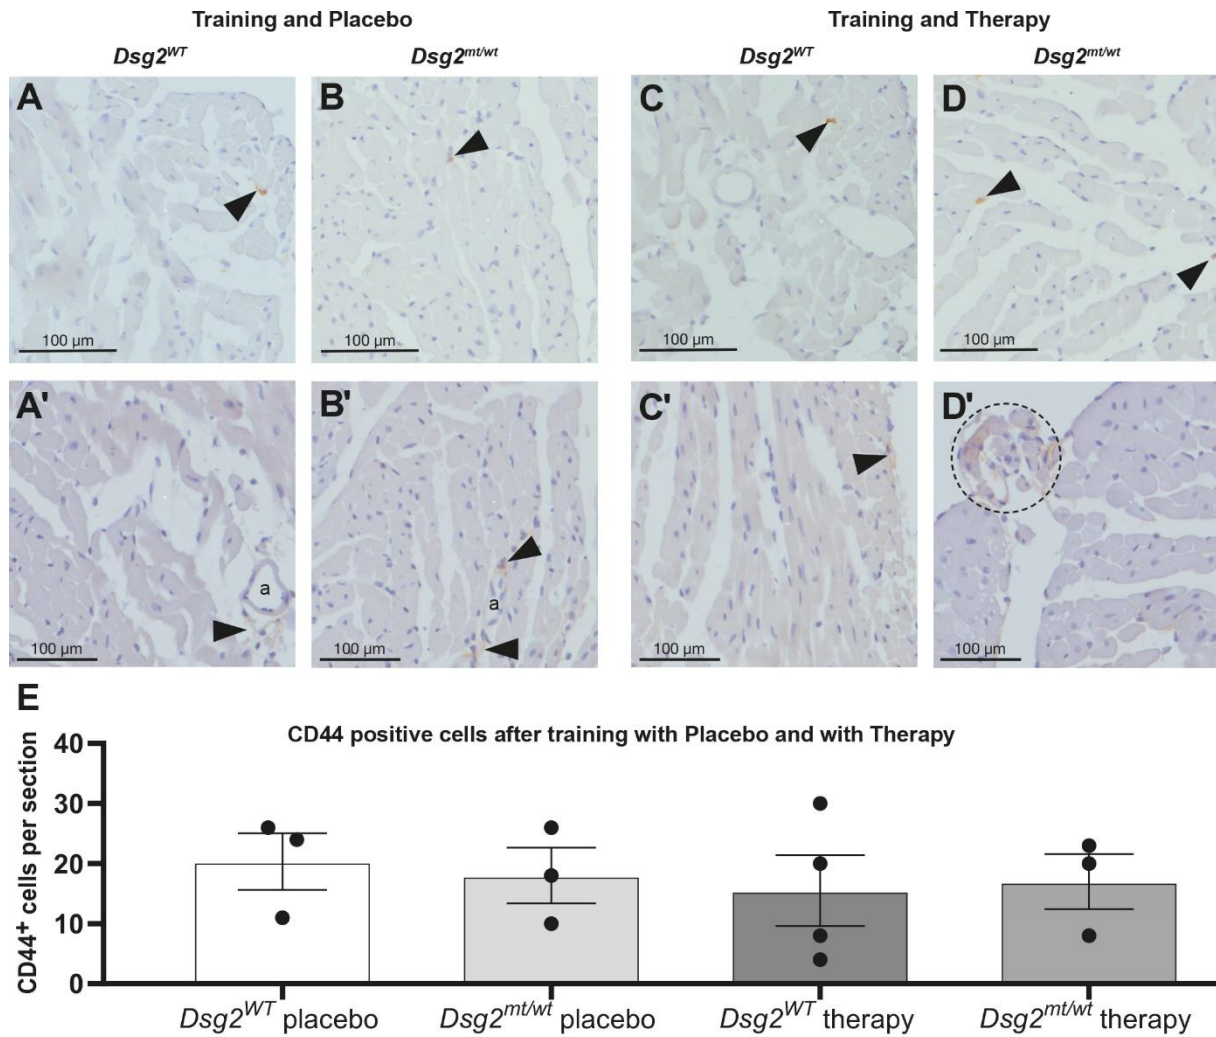 Training and Placebo
Training and Therapy
Dsg2WT
Dsg2mt/wt
Dsg2WT
Dsg2mt/wt
A
B
C
D
100 µm
100 µm
100 µm
100 µm
A'
B'
C'
D'
a
a
100 µm
100 µm
100 µm
100 µm
E
CD44 positive cells after training with Placebo and with Therapy
CD44+ cells per section
40
30
20
10
0
Dsg2WT placebo
Dsg2mt/wt placebo
Dsg2WT therapy
Dsg2mt/wt therapy